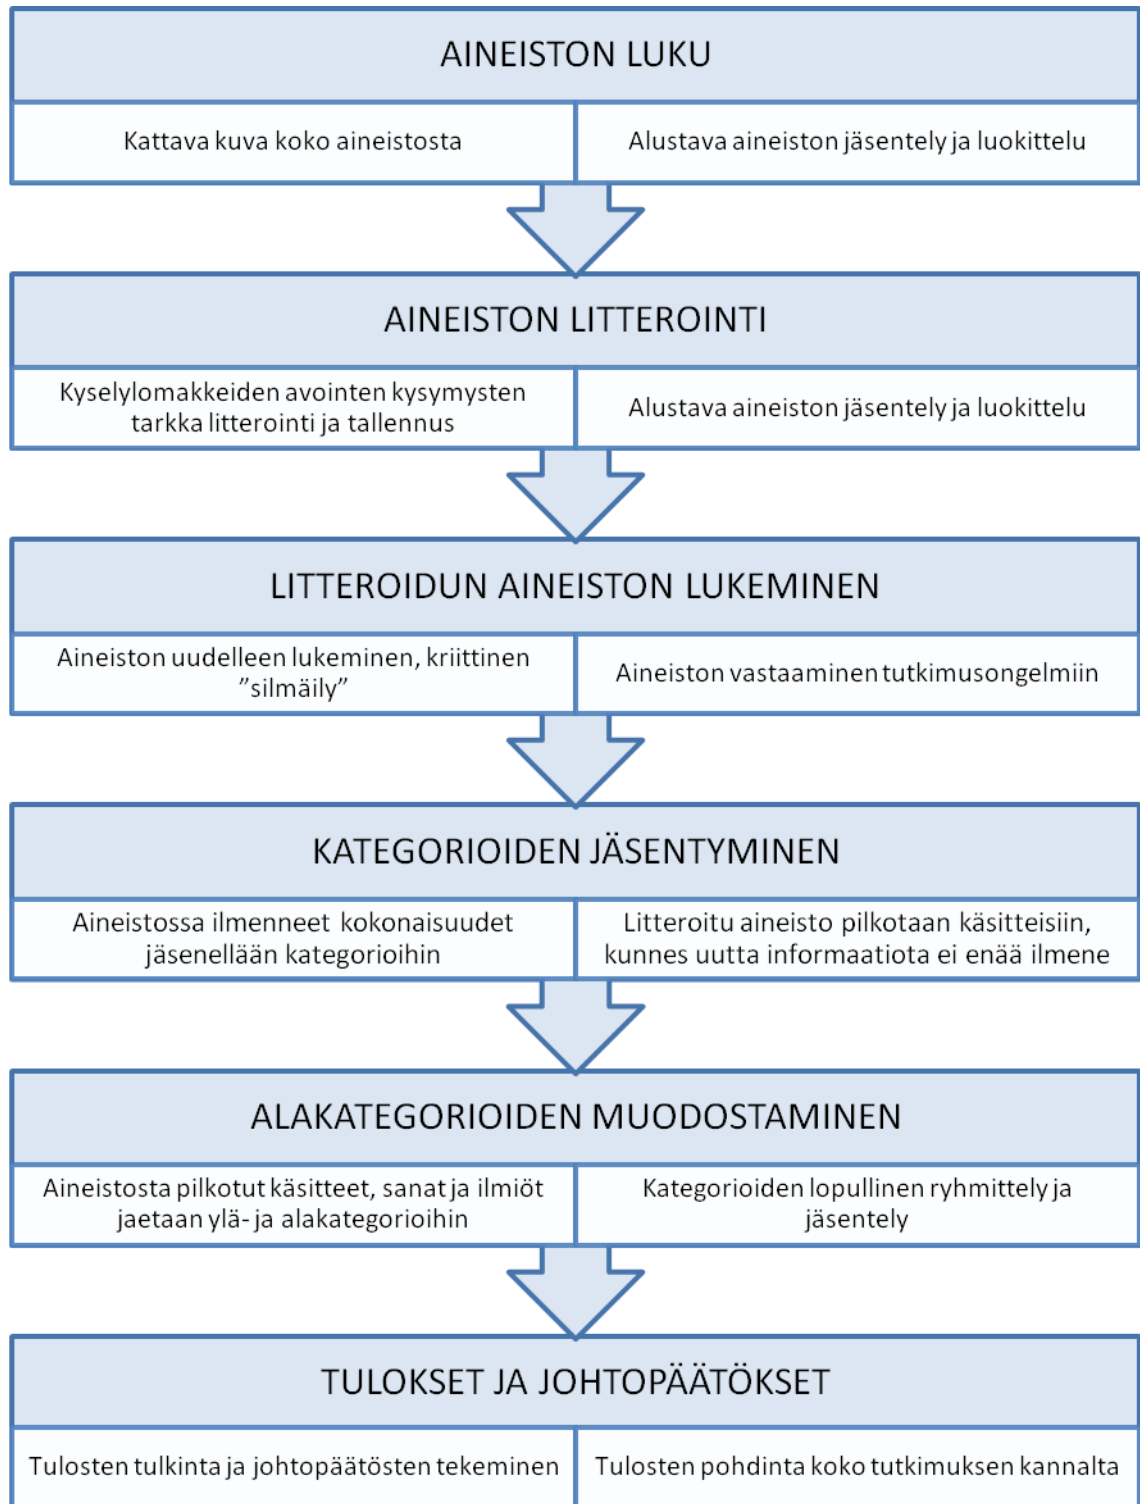 AINEISTON LUKU
Kattava kuva koko aineistosta
Alustava aineiston jäsentely ja luokittelu
AINEISTON LITTEROINTI
Kyselylomakkeiden avointen kysymysten
tarkka litterointi ja tallennus
Alustava aineiston jäsentely ja luokittelu
LITTEROIDUN AINEISTON LUKEMINEN
Aineiston uudelleen lukeminen, kriittinen
”silmäily”
Aineiston vastaaminen tutkimusongelmiin
KATEGORIOIDEN JÄSENTYMINEN
Aineistossa ilmenneet kokonaisuudet
jäsenellään kategorioihin
Litteroitu aineisto pilkotaan käsitteisiin,
kunnes uutta informaatiota ei enää ilmene
ALAKATEGORIOIDEN MUODOSTAMINEN
Aineistosta pilkotut käsitteet, sanat ja ilmiöt
jaetaan ylä- ja alakategorioihin
Kategorioiden lopullinen ryhmittely ja
jäsentely
TULOKSET JA JOHTOPÄÄTÖKSET
Tulosten tulkinta ja johtopäätösten tekeminen
Tulosten pohdinta koko tutkimuksen kannalta